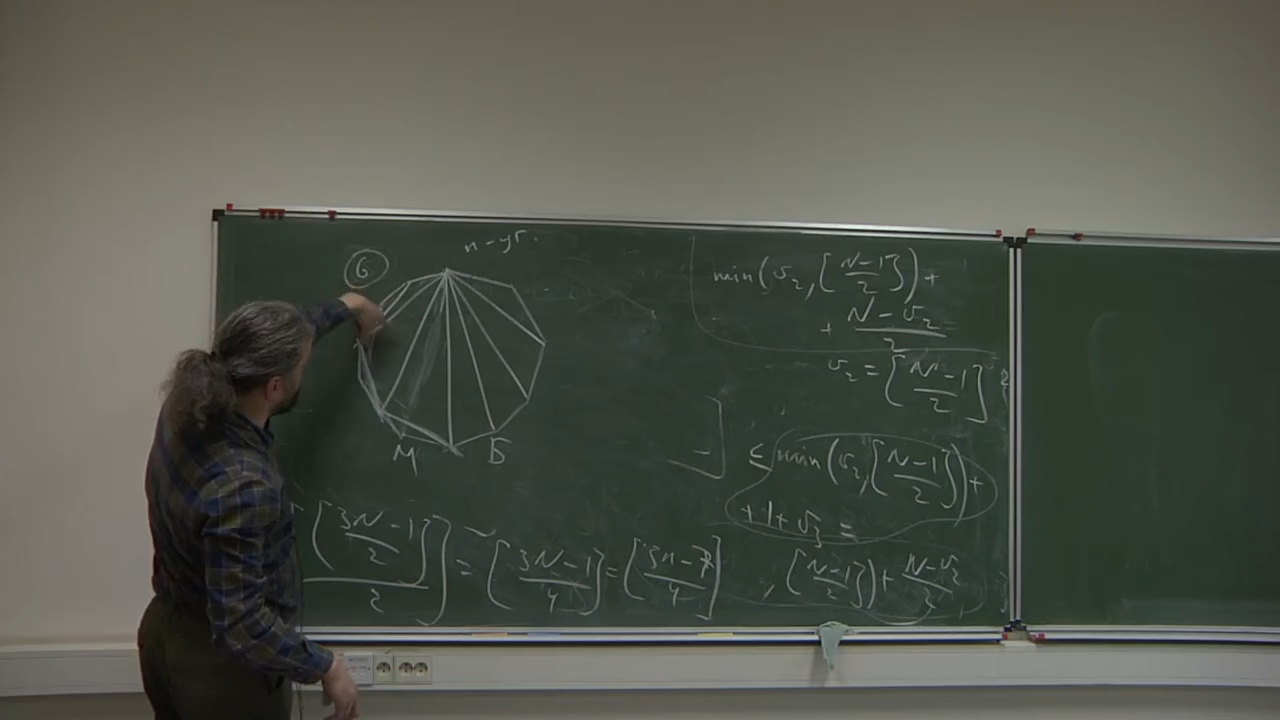 6
n-уг.
М
Б
min(v₂, [(N-1)/2]) +
+ (N-v₂)/2
v₂ = [(N-1)/2]
≤ min(v₂, [(N-1)/2]) +
+ 1 + v₃ =
[[(3N-1)/2]/2] = [(3N-1)/4] = [(3n-7)/4]
[(N-1)/2] + (N-v₂)/2